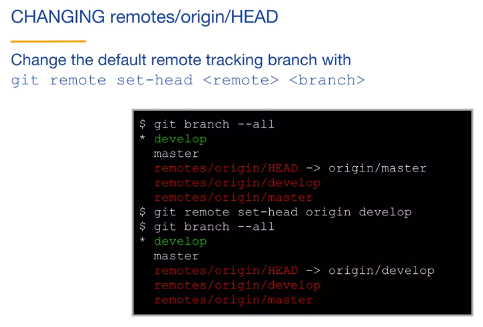 CHANGING remotes/origin/HEAD
Change the default remote tracking branch with
git remote set-head <remote> <branch>
$ git branch --all
* develop
  master
  remotes/origin/HEAD -> origin/master
  remotes/origin/develop
  remotes/origin/master
$ git remote set-head origin develop
$ git branch --all
* develop
  master
  remotes/origin/HEAD -> origin/develop
  remotes/origin/develop
  remotes/origin/master